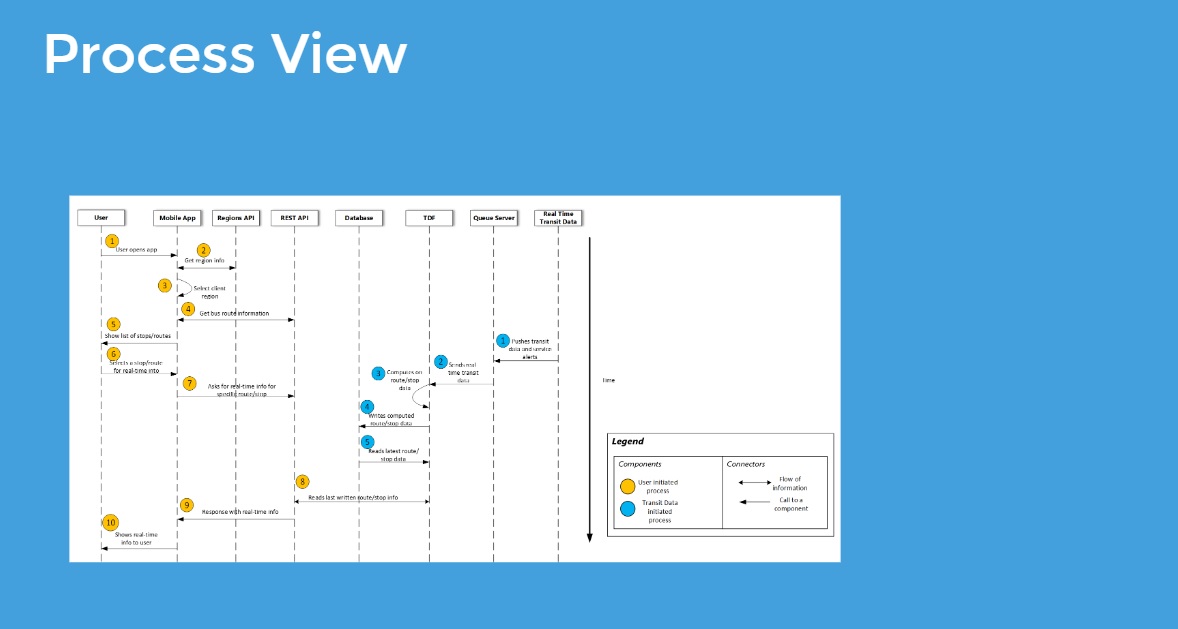 Process View
User
Mobile App
Regions API
REST API
Database
TDF
Queue Server
Real Time
Transit Data
1
User opens app
2
Get region info
3
Select client
region
4
Get bus route information
5
Show list of stops/routes
6
Selects a stop/route
for real-time info
7
Asks for real-time info for
specific route/stop
1
Pushes transit
data and service
alerts
2
Sends real
time transit
data
3
Computes on
route/stop
data
4
Writes computed
route/stop data
5
Reads latest route/
stop data
8
Reads last written route/stop info
9
Response with real-time info
10
Shows real-time
info to user
time
Legend
Components
User initiated
process
Transit Data
initiated
process
Connectors
Flow of
information
Call to a
component